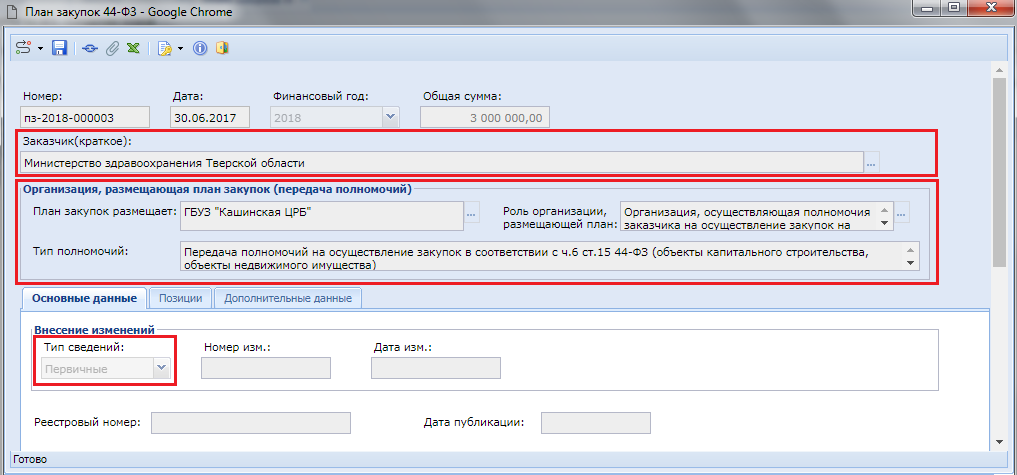 План закупок 44-ФЗ - Google Chrome
Номер: Дата: Финансовый год: Общая сумма:
пз-2018-000003 30.06.2017 2018 3 000 000,00
Заказчик(краткое):
Министерство здравоохранения Тверской области ...
Организация, размещающая план закупок (передача полномочий)
План закупок размещает: ГБУЗ "Кашинская ЦРБ" ... Роль организации, Организация, осуществляющая полномочия ...
размещающей план: заказчика на осуществление закупок на
Тип полномочий: Передача полномочий на осуществление закупок в соответствии с ч.6 ст.15 44-ФЗ (объекты капитального строительства,
объекты недвижимого имущества)
Основные данные Позиции Дополнительные данные
Внесение изменений
Тип сведений: Номер изм.: Дата изм.:
Первичные
Реестровый номер: Дата публикации:
Готово